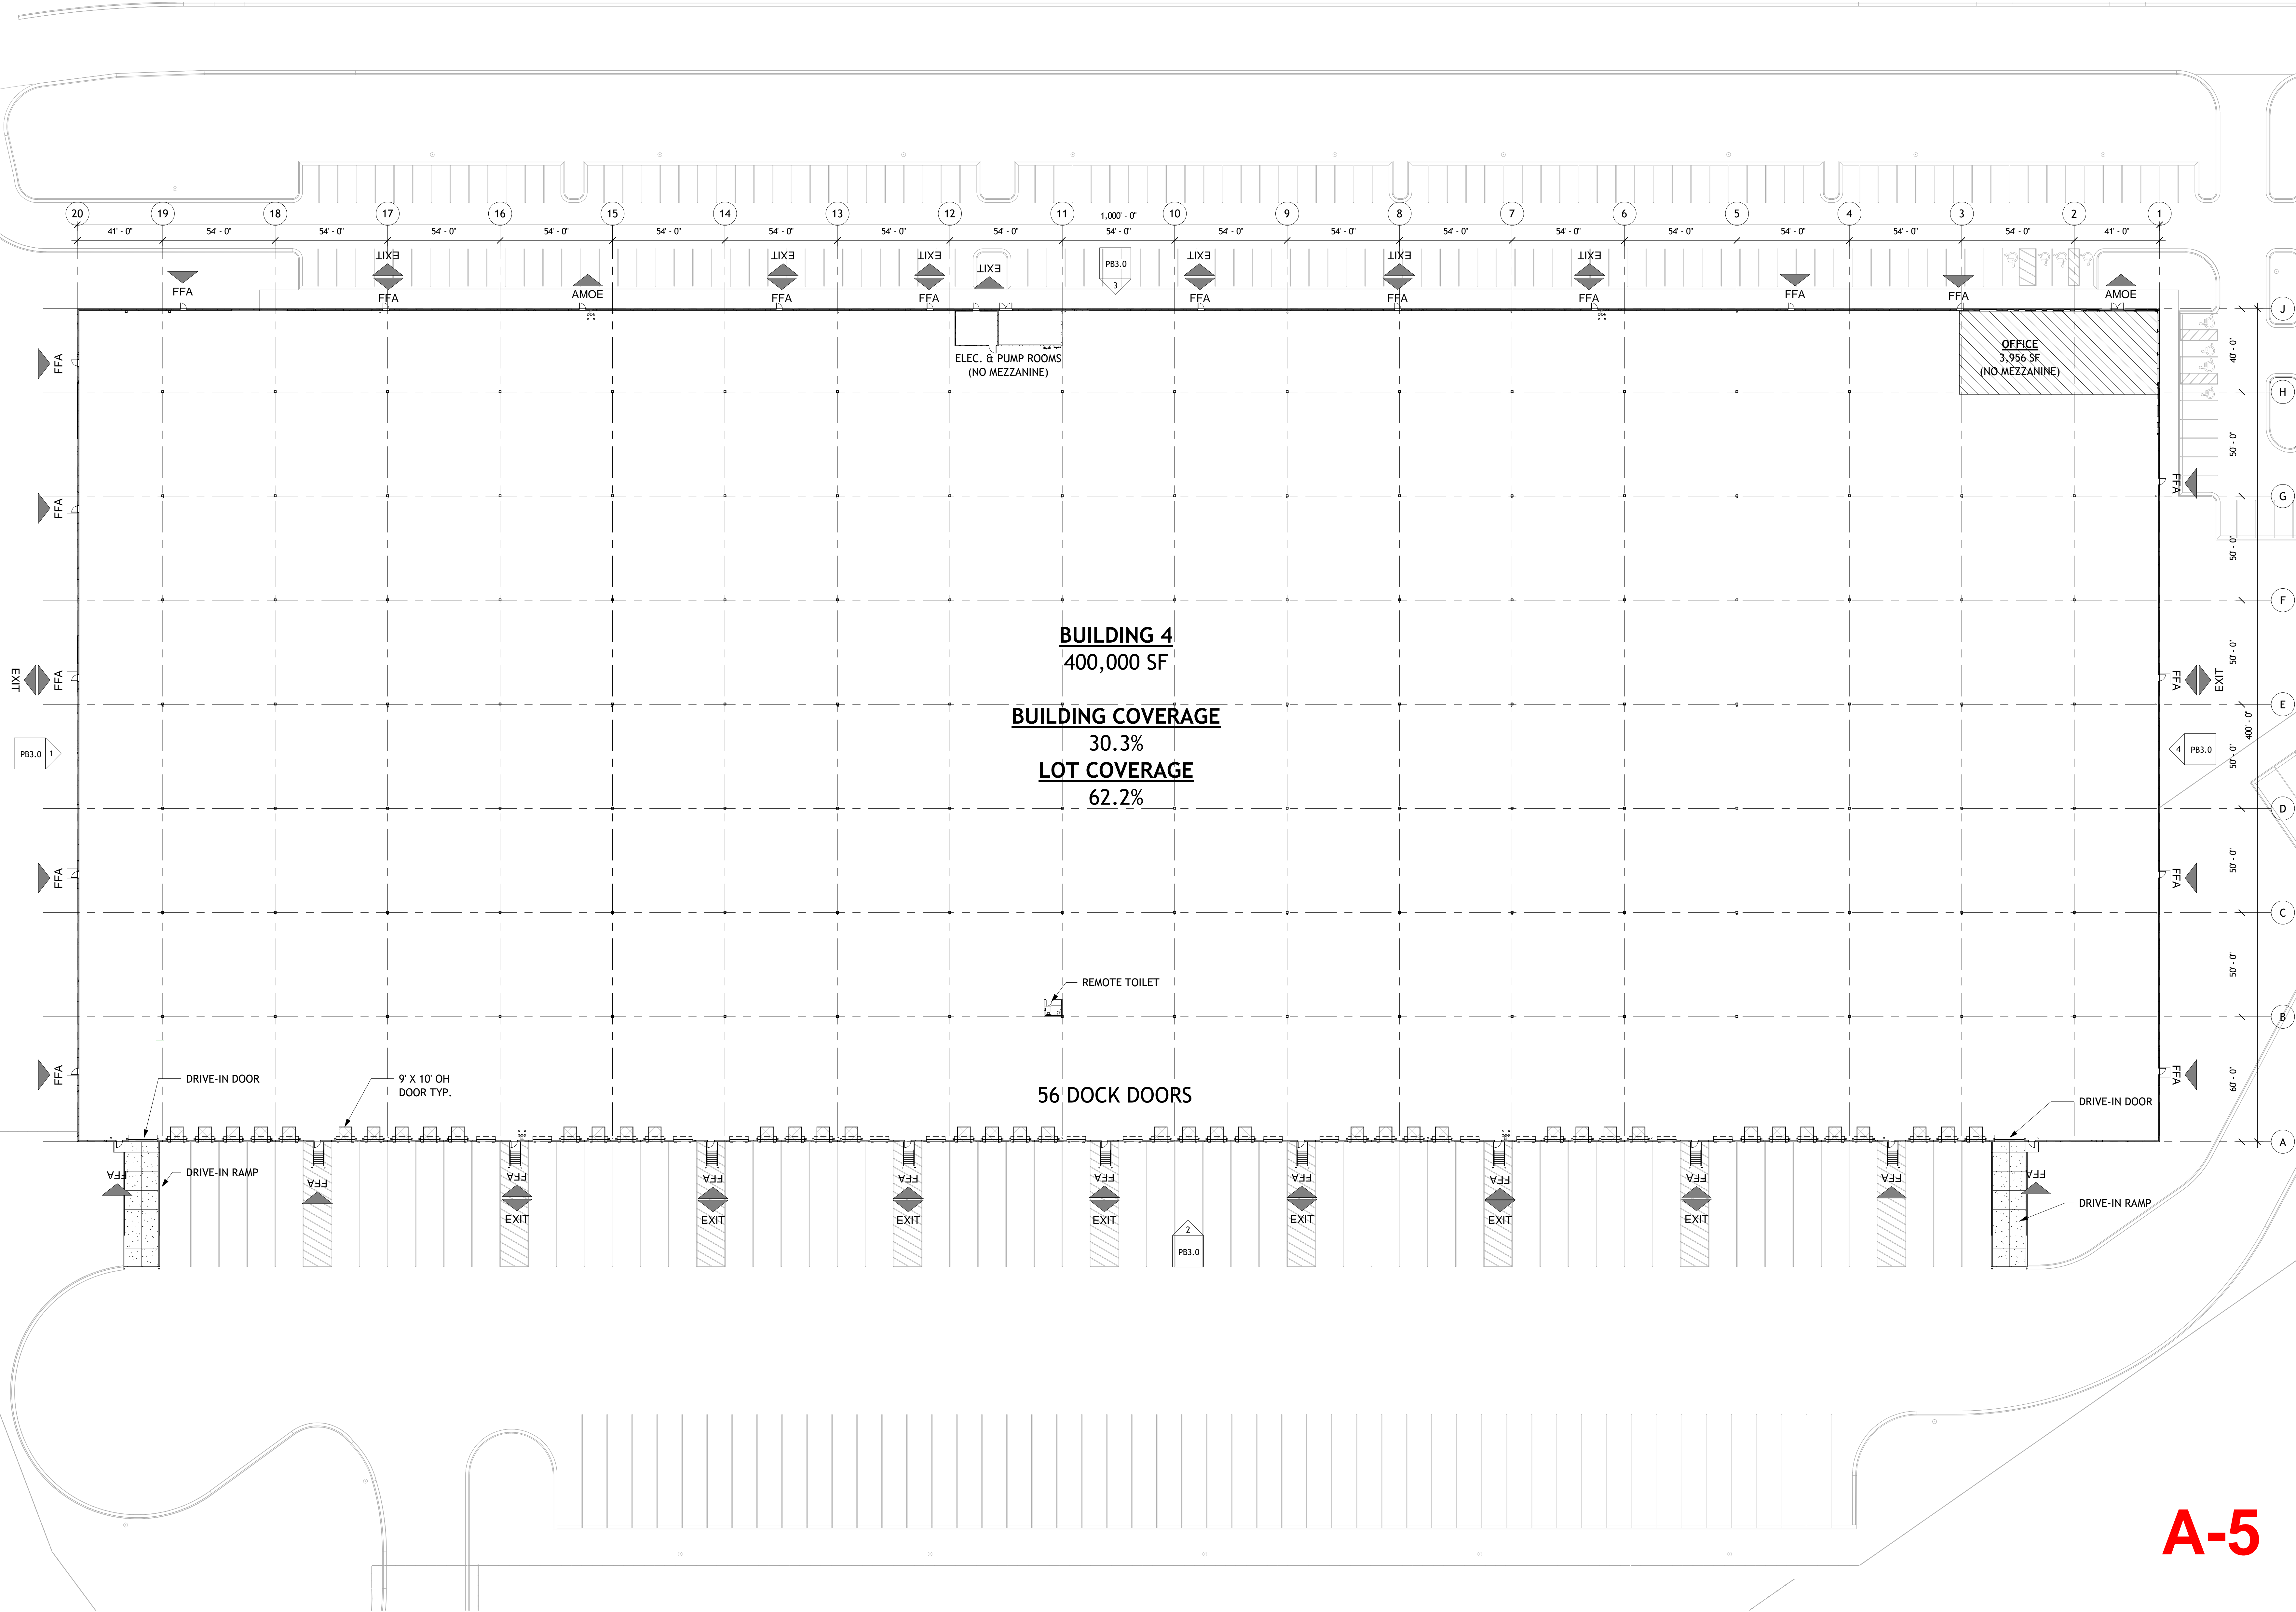 20 19 18 17 16 15 14 13 12 11 10 9 8 7 6 5 4 3 2 1
1,000' - 0"
41' - 0" 54' - 0" 54' - 0" 54' - 0" 54' - 0" 54' - 0" 54' - 0" 54' - 0" 54' - 0" 54' - 0" 54' - 0" 54' - 0" 54' - 0" 54' - 0" 54' - 0" 54' - 0" 54' - 0" 54' - 0" 41' - 0"
EXIT EXIT EXIT EXIT EXIT EXIT EXIT
PB3.0
3
FFA FFA AMOE FFA FFA FFA FFA FFA FFA FFA AMOE
J
40' - 0"
H
50' - 0"
G
50' - 0"
F
50' - 0"
E
400' - 0"
50' - 0"
D
50' - 0"
C
50' - 0"
B
60' - 0"
A
ELEC. & PUMP ROOMS
(NO MEZZANINE)
OFFICE
3,956 SF
(NO MEZZANINE)
FFA
FFA
FFA
EXIT
FFA
FFA
FFA
FFA
EXIT
FFA
FFA
BUILDING 4
400,000 SF
BUILDING COVERAGE
30.3%
LOT COVERAGE
62.2%
PB3.0 1
4 PB3.0
REMOTE TOILET
DRIVE-IN DOOR
9' X 10' OH
DOOR TYP.
56 DOCK DOORS
DRIVE-IN DOOR
DRIVE-IN RAMP
DRIVE-IN RAMP
FFA FFA FFA FFA FFA FFA FFA FFA FFA FFA FFA
EXIT EXIT EXIT EXIT EXIT EXIT EXIT
2
PB3.0
A-5